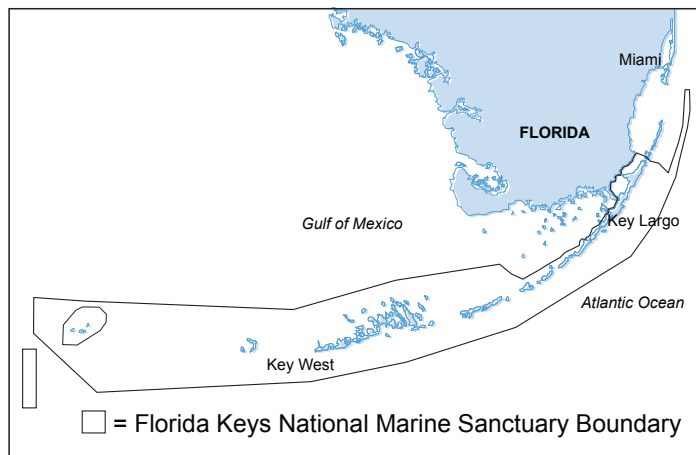 Miami
FLORIDA
Gulf of Mexico
Key Largo
Atlantic Ocean
Key West
= Florida Keys National Marine Sanctuary Boundary